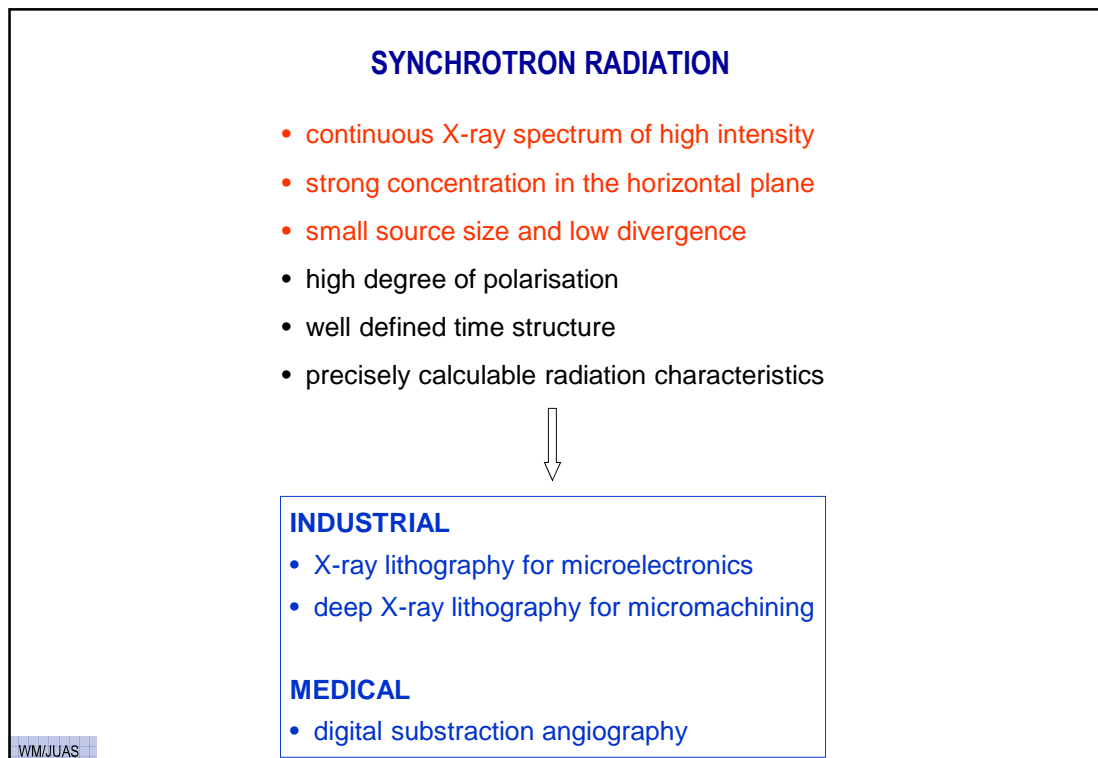 SYNCHROTRON RADIATION
• continuous X-ray spectrum of high intensity
• strong concentration in the horizontal plane
• small source size and low divergence
• high degree of polarisation
• well defined time structure
• precisely calculable radiation characteristics
INDUSTRIAL
• X-ray lithography for microelectronics
• deep X-ray lithography for micromachining
MEDICAL
• digital substraction angiography
WM/JUAS